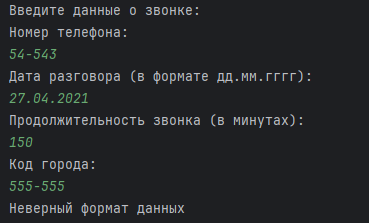 Введите данные о звонке:
Номер телефона:
54-543
Дата разговора (в формате дд.мм.гггг):
27.04.2021
Продолжительность звонка (в минутах):
150
Код города:
555-555
Неверный формат данных